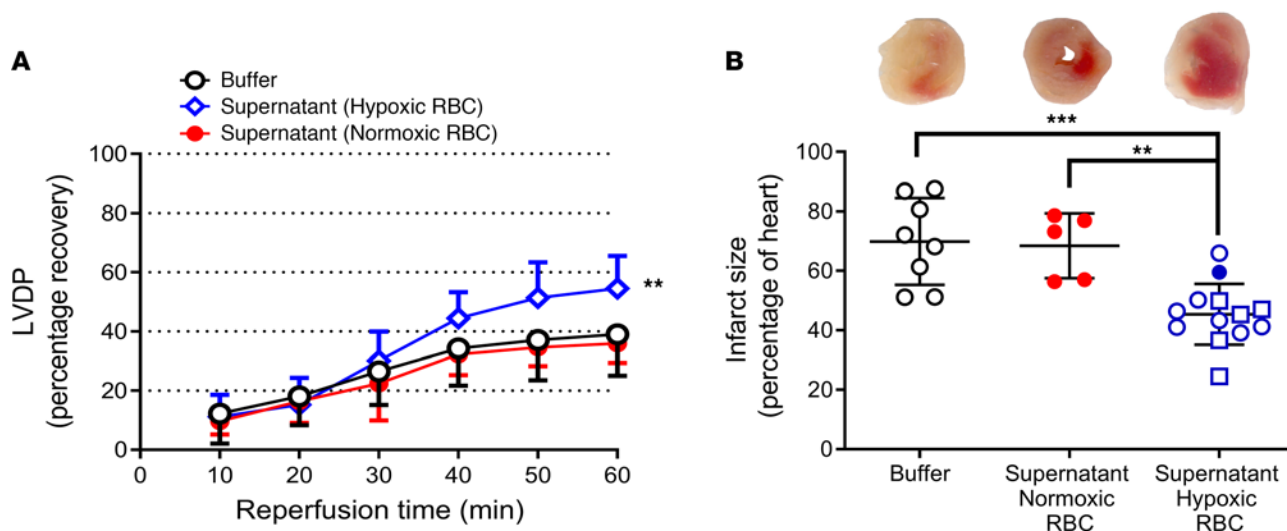 A
Buffer
Supernatant (Hypoxic RBC)
Supernatant (Normoxic RBC)
100
80
60
40
20
0
LVDP
(percentage recovery)
**
0 10 20 30 40 50 60
Reperfusion time (min)
B
***
**
100
80
60
40
20
0
Infarct size
(percentage of heart)
Buffer
Supernatant
Normoxic
RBC
Supernatant
Hypoxic
RBC